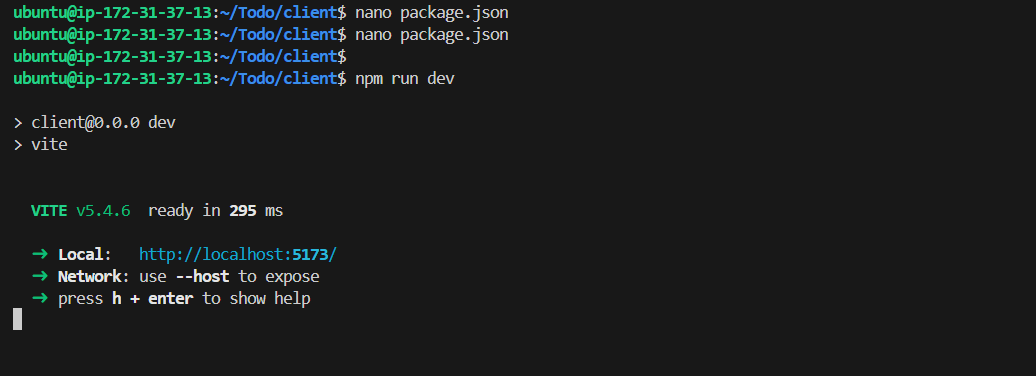 ubuntu@ip-172-31-37-13:~/Todo/client$ nano package.json
ubuntu@ip-172-31-37-13:~/Todo/client$ nano package.json
ubuntu@ip-172-31-37-13:~/Todo/client$
ubuntu@ip-172-31-37-13:~/Todo/client$ npm run dev
> client@0.0.0 dev
> vite
VITE v5.4.6  ready in 295 ms
➜ Local:   http://localhost:5173/
➜ Network: use --host to expose
➜ press h + enter to show help